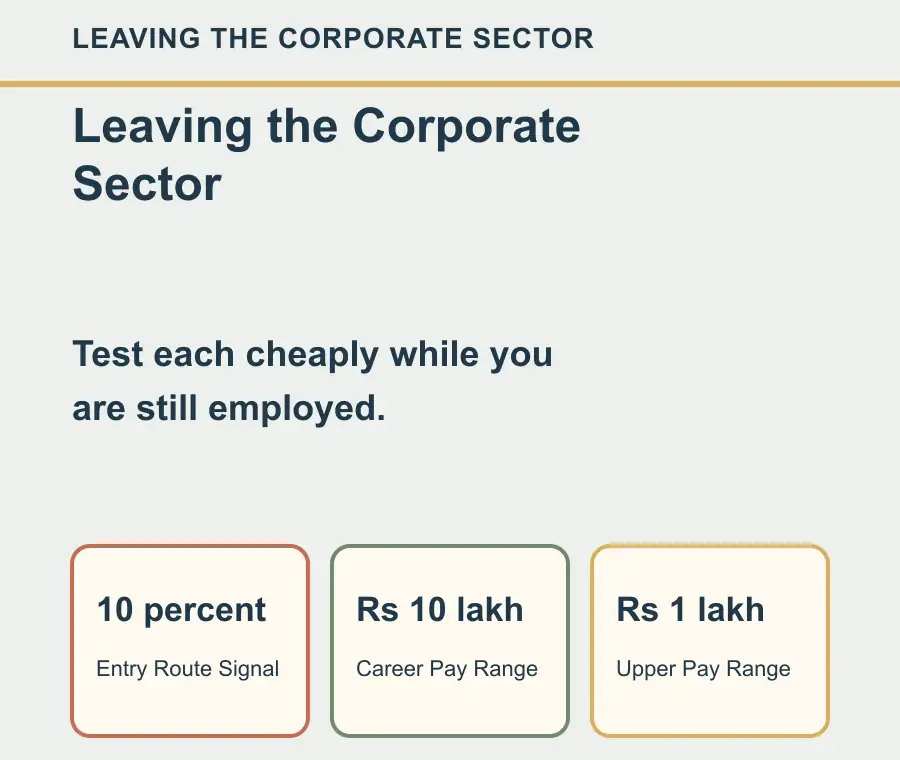 LEAVING THE CORPORATE SECTOR
Leaving the Corporate
Sector
Test each cheaply while you
are still employed.
10 percent
Entry Route Signal
Rs 10 lakh
Career Pay Range
Rs 1 lakh
Upper Pay Range